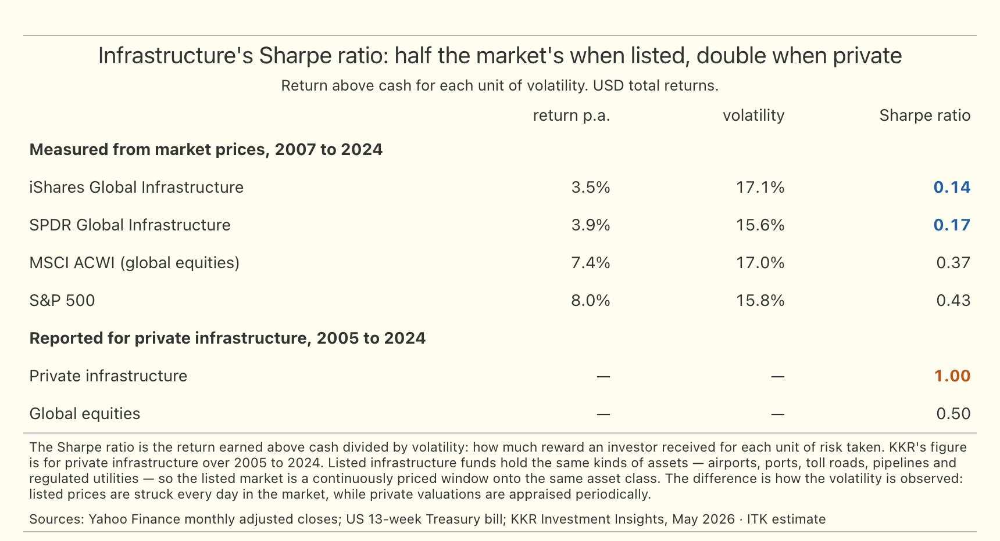 Infrastructure's Sharpe ratio: half the market's when listed, double when private
Return above cash for each unit of volatility. USD total returns.
return p.a. volatility Sharpe ratio
Measured from market prices, 2007 to 2024
iShares Global Infrastructure 3.5% 17.1% 0.14
SPDR Global Infrastructure 3.9% 15.6% 0.17
MSCI ACWI (global equities) 7.4% 17.0% 0.37
S&P 500 8.0% 15.8% 0.43
Reported for private infrastructure, 2005 to 2024
Private infrastructure — — 1.00
Global equities — — 0.50
The Sharpe ratio is the return earned above cash divided by volatility: how much reward an investor received for each unit of risk taken. KKR's figure
is for private infrastructure over 2005 to 2024. Listed infrastructure funds hold the same kinds of assets — airports, ports, toll roads, pipelines and
regulated utilities — so the listed market is a continuously priced window onto the same asset class. The difference is how the volatility is observed:
listed prices are struck every day in the market, while private valuations are appraised periodically.
Sources: Yahoo Finance monthly adjusted closes; US 13-week Treasury bill; KKR Investment Insights, May 2026 · ITK estimate